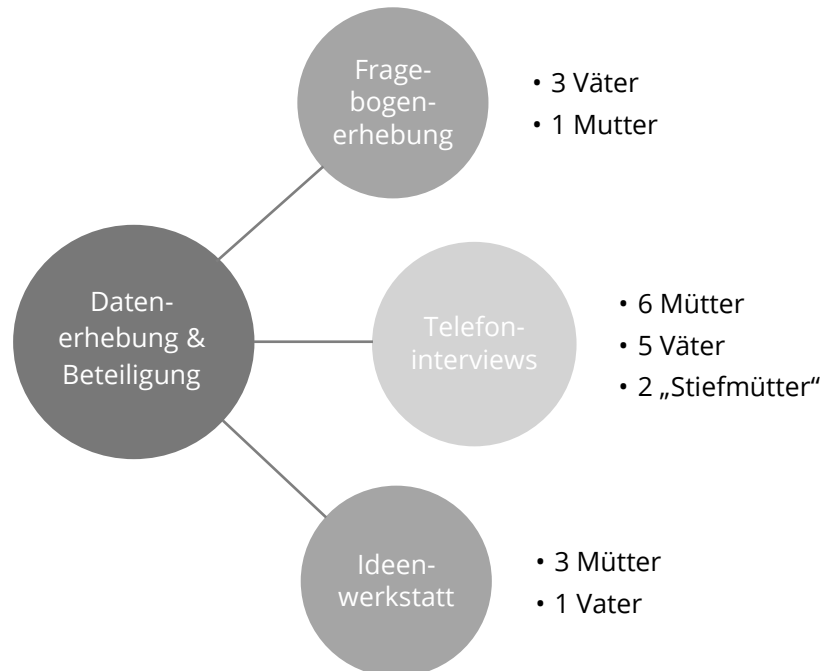 Frage-
bogen-
erhebung
• 3 Väter
• 1 Mutter
Daten-
erhebung &
Beteiligung
Telefon-
interviews
• 6 Mütter
• 5 Väter
• 2 „Stiefmütter“
Ideen-
werkstatt
• 3 Mütter
• 1 Vater